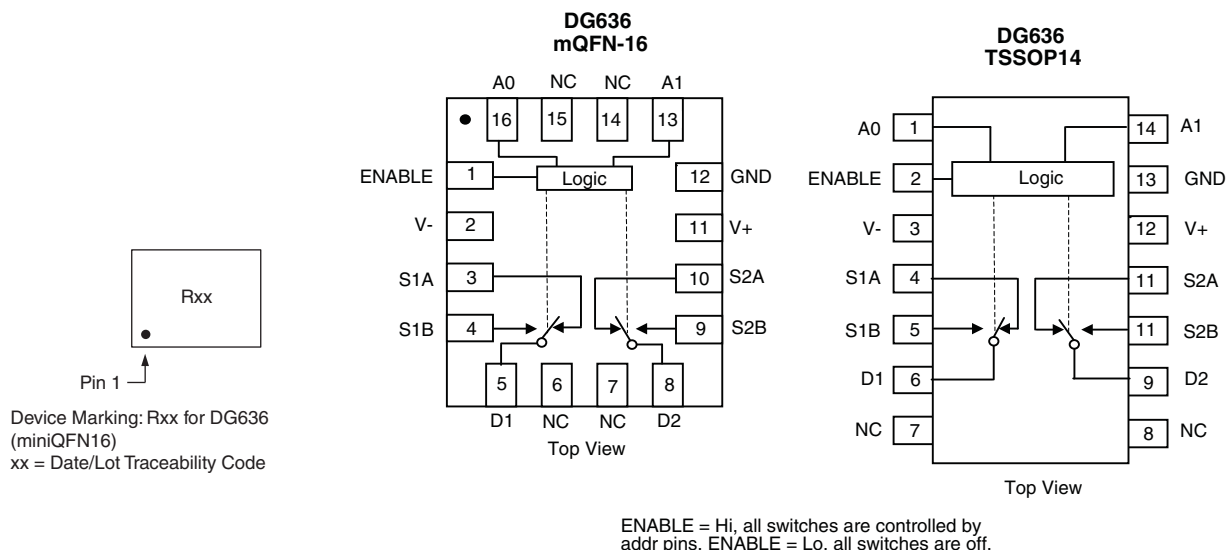 DG636
mQFN-16
A0 NC NC A1
16 15 14 13
ENABLE 1 Logic 12 GND
V- 2 11 V+
S1A 3 10 S2A
S1B 4 9 S2B
5 6 7 8
D1 NC NC D2
Top View
DG636
TSSOP14
A0 1 14 A1
ENABLE 2 Logic 13 GND
V- 3 12 V+
S1A 4 11 S2A
S1B 5 11 S2B
D1 6 9 D2
NC 7 8 NC
Top View
Rxx
Pin 1
Device Marking: Rxx for DG636
(miniQFN16)
xx = Date/Lot Traceability Code
ENABLE = Hi, all switches are controlled by
addr pins. ENABLE = Lo, all switches are off.